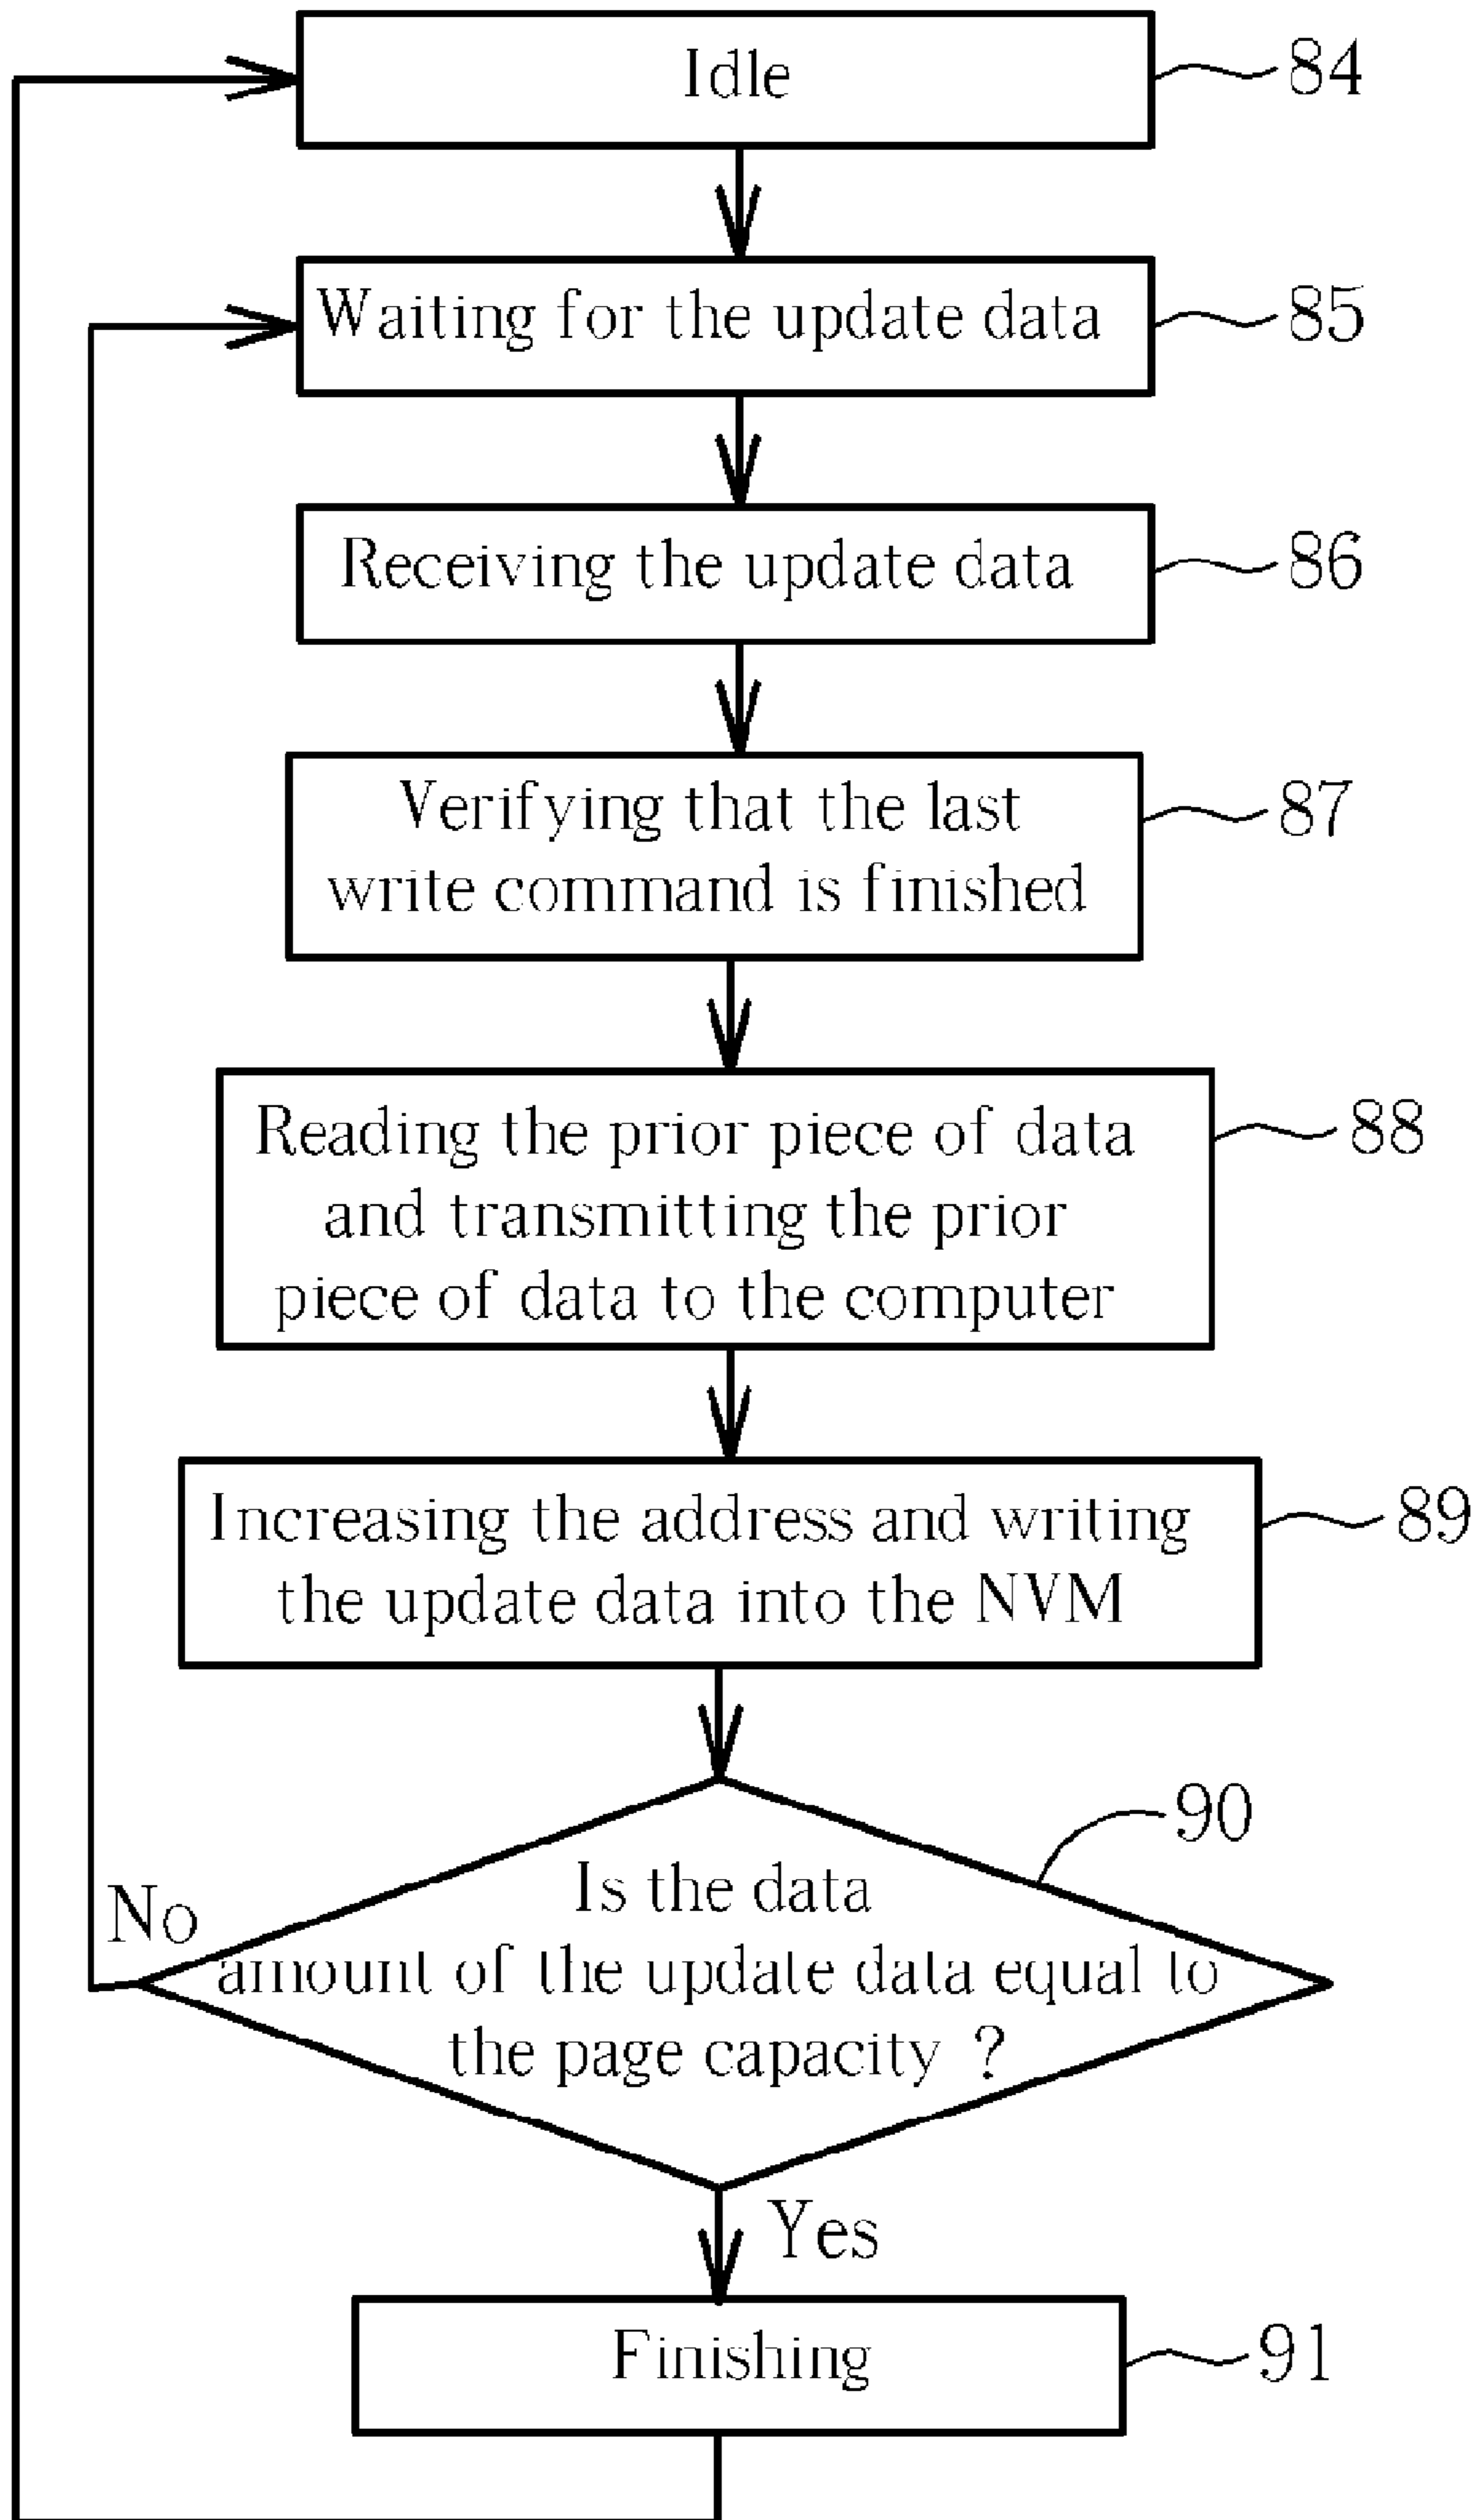 Idle
84
Waiting for the update data
85
Receiving the update data
86
Verifying that the last
write command is finished
87
Reading the prior piece of data
and transmitting the prior
piece of data to the computer
88
Increasing the address and writing
the update data into the NVM
89
90
Is the data
amount of the update data equal to
the page capacity ?
No
Yes
Finishing
91